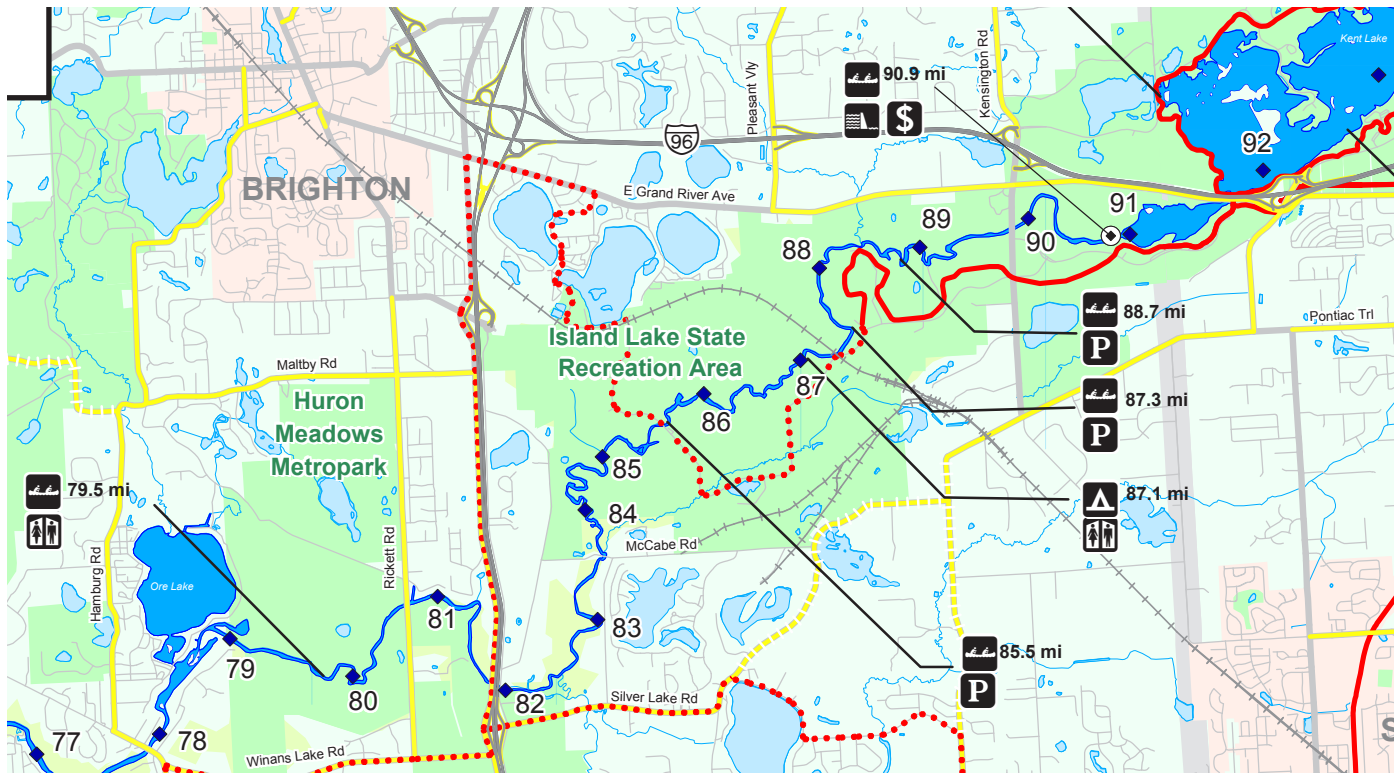 Kent Lake
Pleasant Vly
Kensington Rd
90.9 mi
$
96
92
BRIGHTON
E Grand River Ave
89
91
90
88
88.7 mi
P
Pontiac Trl
Island Lake State
Recreation Area
Maltby Rd
87
Huron
Meadows
Metropark
86
87.3 mi
P
85
79.5 mi
87.1 mi
84
McCabe Rd
Hamburg Rd
Rickett Rd
Ore Lake
81
83
79
85.5 mi
P
80
82
Silver Lake Rd
78
77
Winans Lake Rd
S